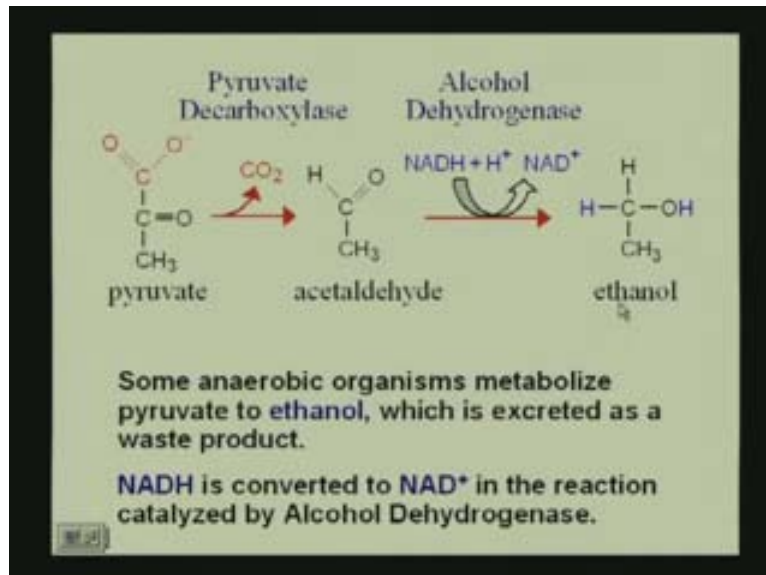 Pyruvate Alcohol
Decarboxylase Dehydrogenase
O O⁻ CO₂ H O NADH + H⁺ NAD⁺ H
C C H–C–OH
C=O CH₃ CH₃
CH₃
pyruvate acetaldehyde ethanol
Some anaerobic organisms metabolize
pyruvate to ethanol, which is excreted as a
waste product.
NADH is converted to NAD⁺ in the reaction
catalyzed by Alcohol Dehydrogenase.